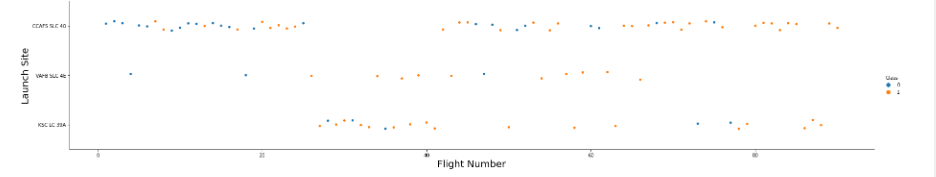 CCAFS SLC 40
VAFB SLC 4E
KSC LC 39A
Launch Site
0
20
40
60
80
Flight Number
Class
0
1